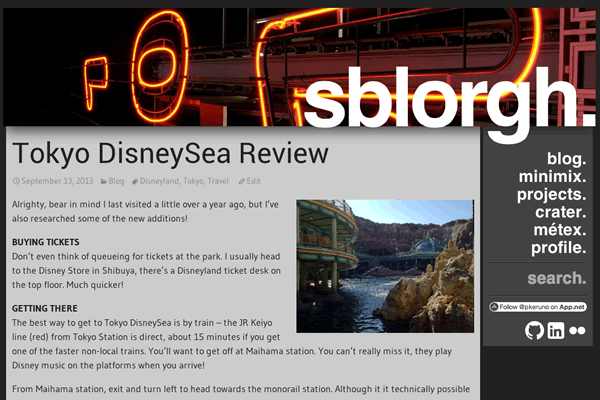 sblorgh.
Tokyo DisneySea Review
September 13, 2013 Blog Disneyland, Tokyo, Travel Edit
Alrighty, bear in mind I last visited a little over a year ago, but I've
also researched some of the new additions!
BUYING TICKETS
Don't even think of queueing for tickets at the park. I usually head
to the Disney Store in Shibuya, there's a Disneyland ticket desk on
the top floor. Much quicker!
GETTING THERE
The best way to get to Tokyo DisneySea is by train – the JR Keiyo
line (red) from Tokyo Station is direct, about 15 minutes if you get
one of the faster non-local trains. You'll want to get off at Maihama station. You can't really miss it, they play
Disney music on the platforms when you arrive!
From Maihama station, exit and turn left to head towards the monorail station. Although it it technically possible
blog.
minimix.
projects.
crater.
métex.
profile.
search.
Follow @pkeruno on App.net